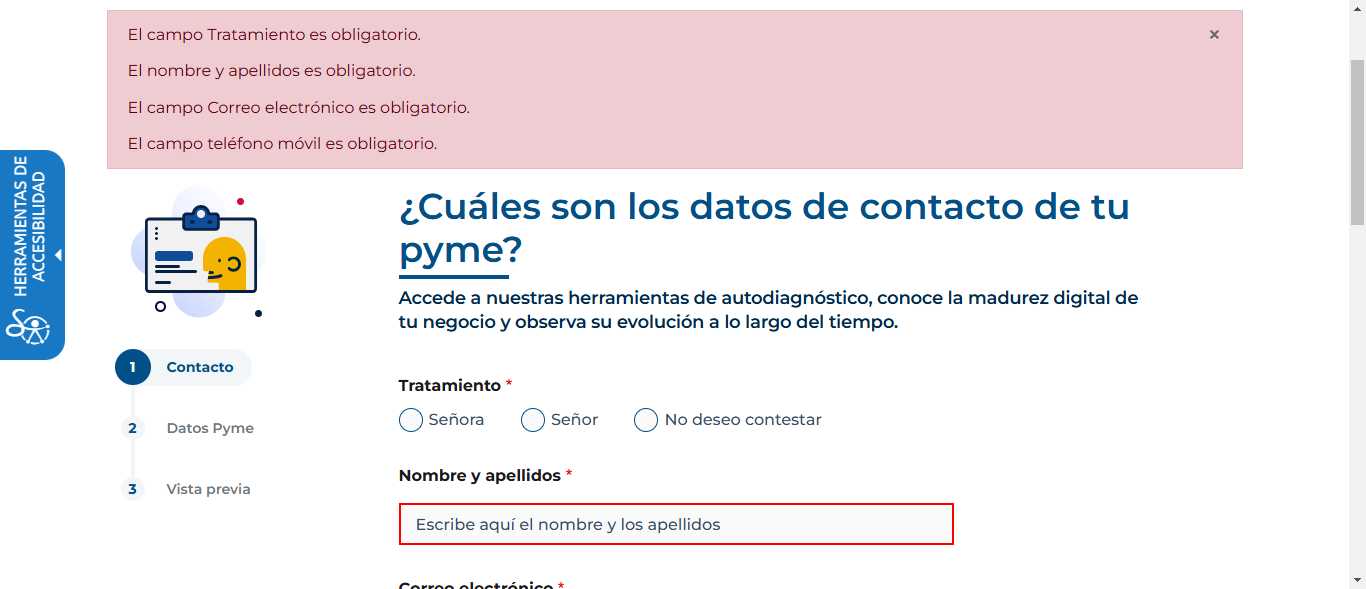 El campo Tratamiento es obligatorio.
×
El nombre y apellidos es obligatorio.
El campo Correo electrónico es obligatorio.
El campo teléfono móvil es obligatorio.
HERRAMIENTAS DE
ACCESIBILIDAD
¿Cuáles son los datos de contacto de tu
pyme?
Accede a nuestras herramientas de autodiagnóstico, conoce la madurez digital de
tu negocio y observa su evolución a lo largo del tiempo.
1 Contacto
2 Datos Pyme
3 Vista previa
Tratamiento *
Señora Señor No deseo contestar
Nombre y apellidos *
Escribe aquí el nombre y los apellidos
Correo electrónico *